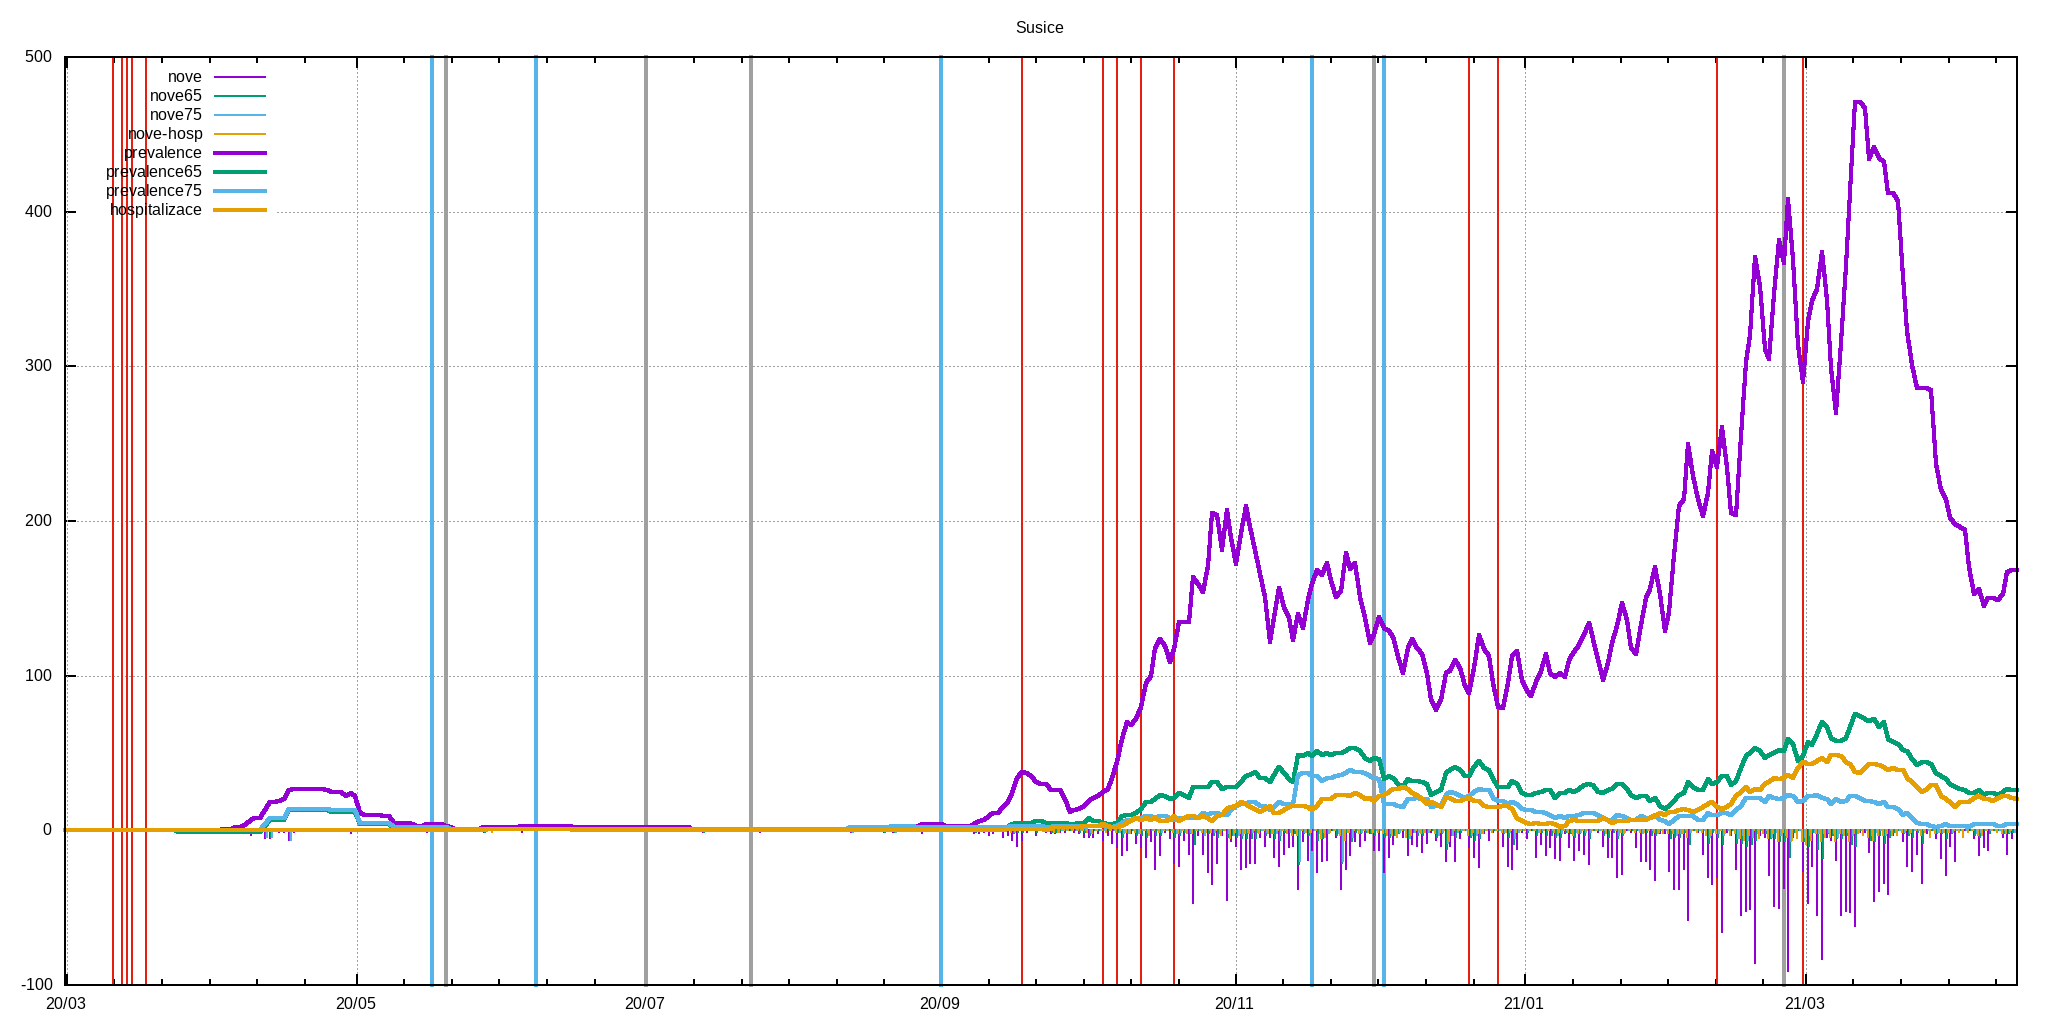 Susice
500
nove
nove65
nove75
nove-hosp
prevalence
prevalence65
prevalence75
hospitalizace
400
300
200
100
0
-100
20/03 20/05 20/07 20/09 20/11 21/01 21/03